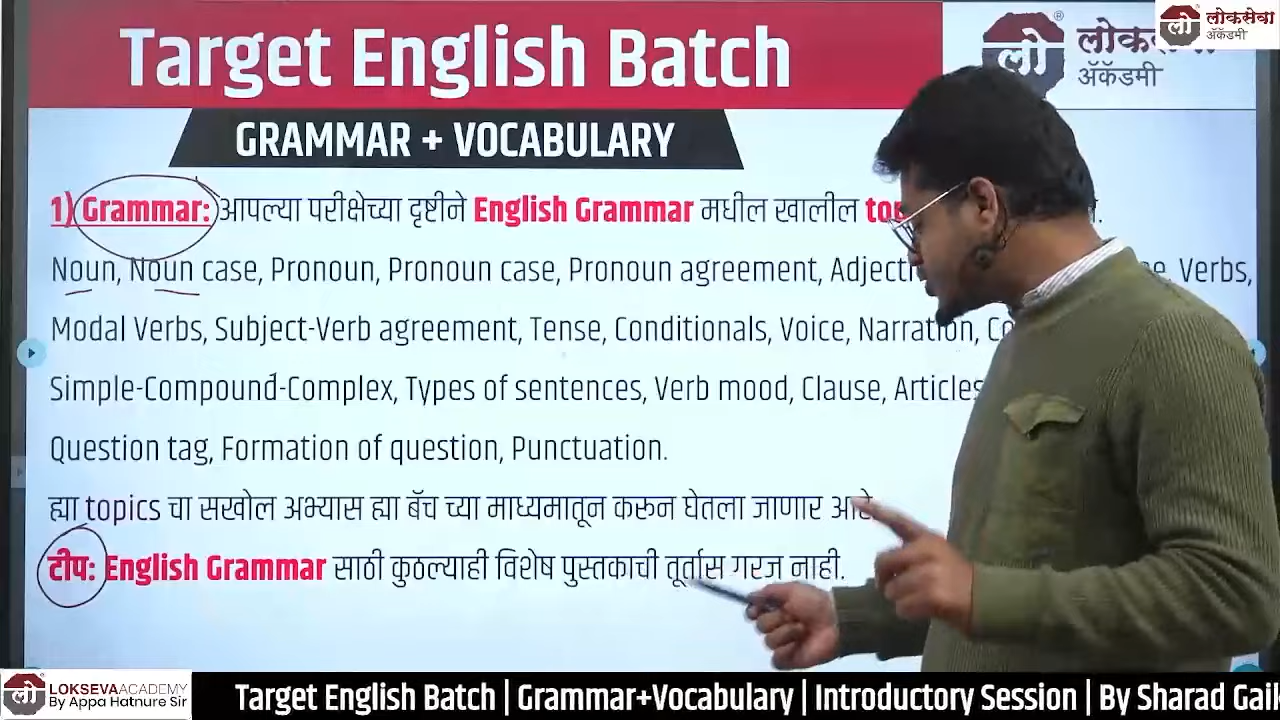 Target English Batch
लो
®
लोक
अ‍ॅकॅडमी
लो
लोकसेवा
अ‍ॅकॅडमी
GRAMMAR + VOCABULARY
1) Grammar: आपल्या परीक्षेच्या दृष्टीने English Grammar मधील खालील
Noun, Noun case, Pronoun, Pronoun case, Pronoun agreement, Verbs,
Modal Verbs, Subject-Verb agreement, Tense, Conditionals, Voice, Narration,
Simple-Compound-Complex, Types of sentences, Verb mood, Clause, Articles
Question tag, Formation of question, Punctuation.
ह्या topics चा सखोल अभ्यास ह्या बॅच च्या माध्यमातून करून घेतला जाणार आहे
टीप: English Grammar साठी कुठल्याही विशेष पुस्तकाची तूर्तास गरज नाही.
लो
LOKSEVA ACADEMY
By Appa Hatnure Sir
Target English Batch | Grammar+Vocabulary | Introductory Session | By Sharad Gaik